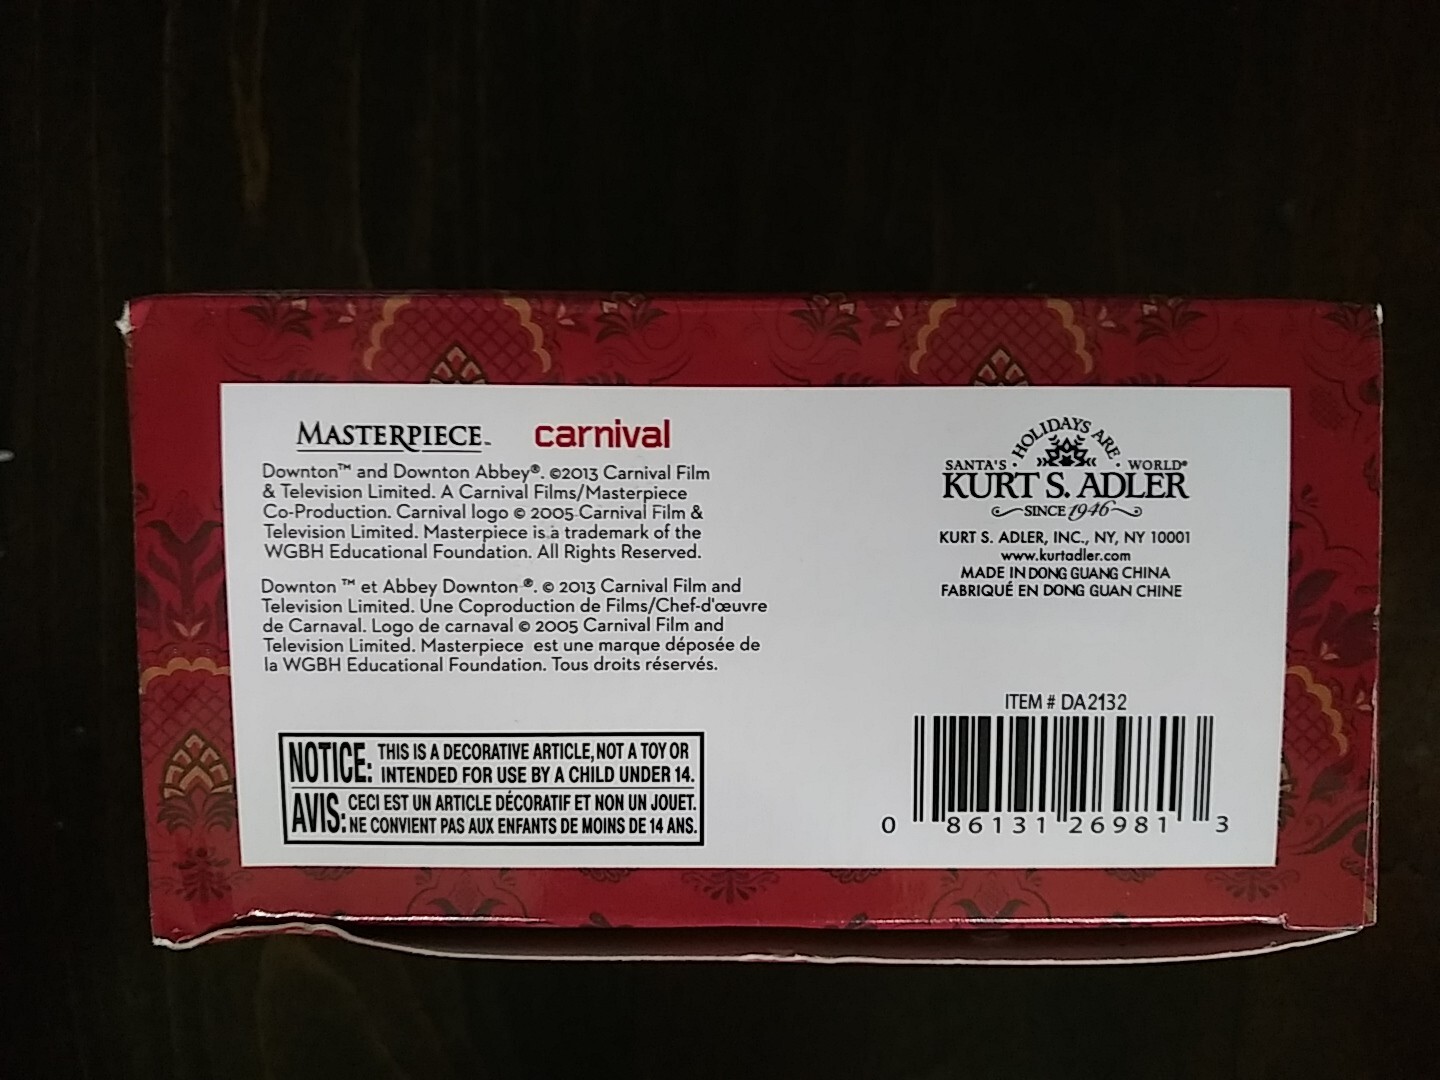 MASTERPIECE™ carnival
Downton™ and Downton Abbey®. ©2013 Carnival Film
& Television Limited. A Carnival Films/Masterpiece
Co-Production. Carnival logo © 2005 Carnival Film &
Television Limited. Masterpiece is a trademark of the
WGBH Educational Foundation. All Rights Reserved.
Downton ™ et Abbey Downton ®. © 2013 Carnival Film and
Television Limited. Une Coproduction de Films/Chef-d'œuvre
de Carnaval. Logo de carnaval © 2005 Carnival Film and
Television Limited. Masterpiece est une marque déposée de
la WGBH Educational Foundation. Tous droits réservés.
NOTICE: THIS IS A DECORATIVE ARTICLE, NOT A TOY OR
INTENDED FOR USE BY A CHILD UNDER 14.
AVIS: CECI EST UN ARTICLE DÉCORATIF ET NON UN JOUET.
NE CONVIENT PAS AUX ENFANTS DE MOINS DE 14 ANS.
SANTA'S · HOLIDAYS ARE · WORLD®
KURT S. ADLER
SINCE 1946
KURT S. ADLER, INC., NY, NY 10001
www.kurtadler.com
MADE IN DONG GUANG CHINA
FABRIQUÉ EN DONG GUAN CHINE
ITEM # DA2132
0 86131 26981 3